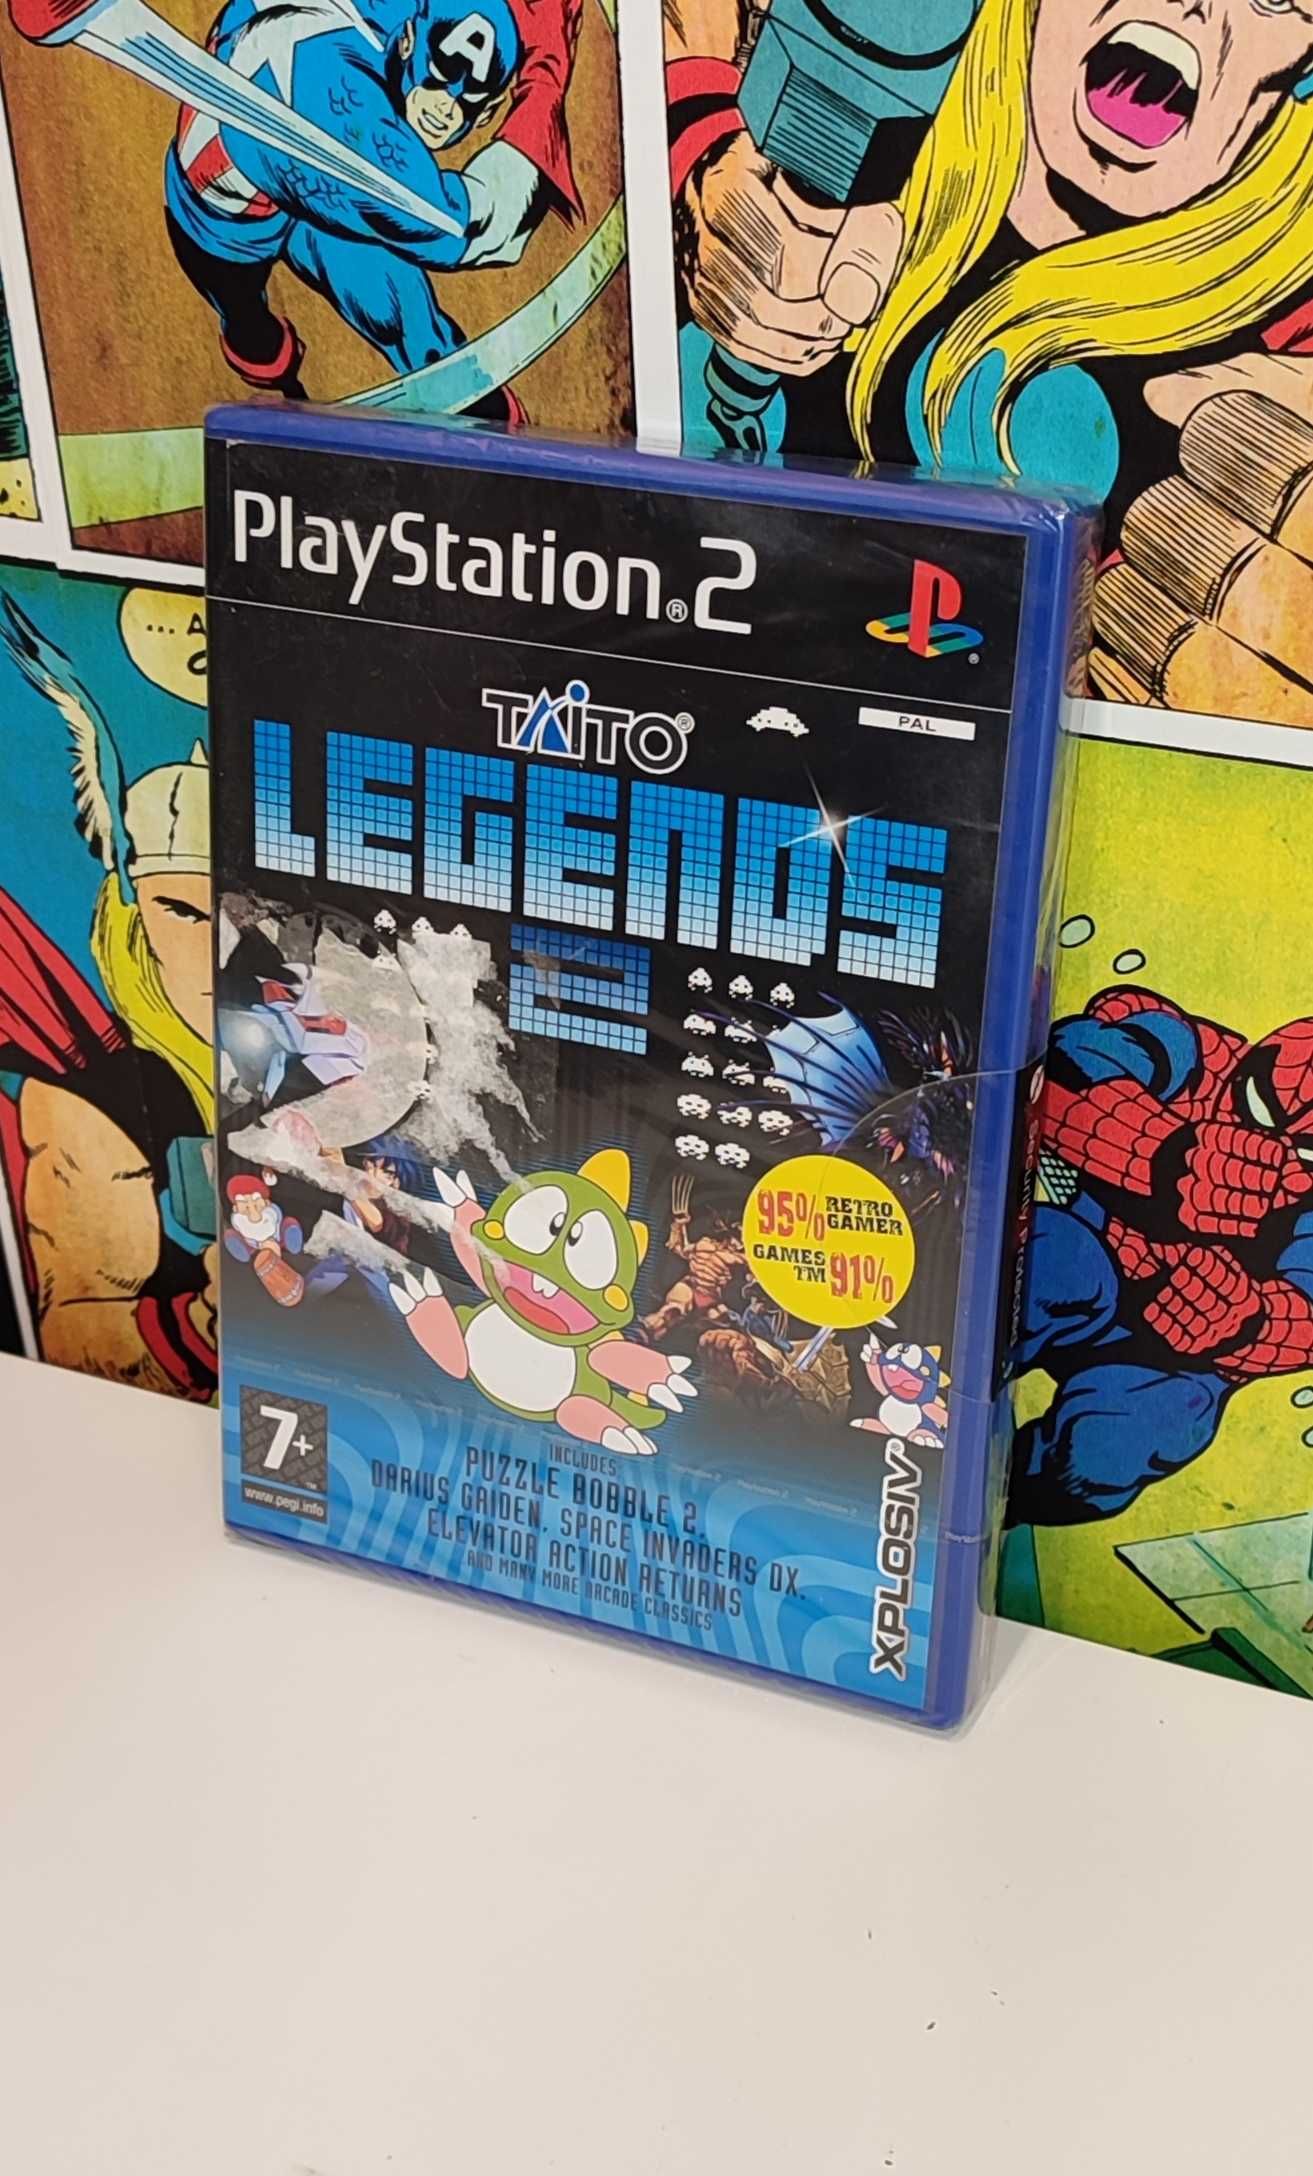 A
... A
PlayStation®2
®
TAITO®
PAL
LEGENDS
2
95% RETRO GAMER
GAMES TM 91%
7+
www.pegi.info
INCLUDES:
PUZZLE BOBBLE 2,
DARIUS GAIDEN, SPACE INVADERS DX,
ELEVATOR ACTION RETURNS
...AND MANY MORE ARCADE CLASSICS
XPLOSIV®